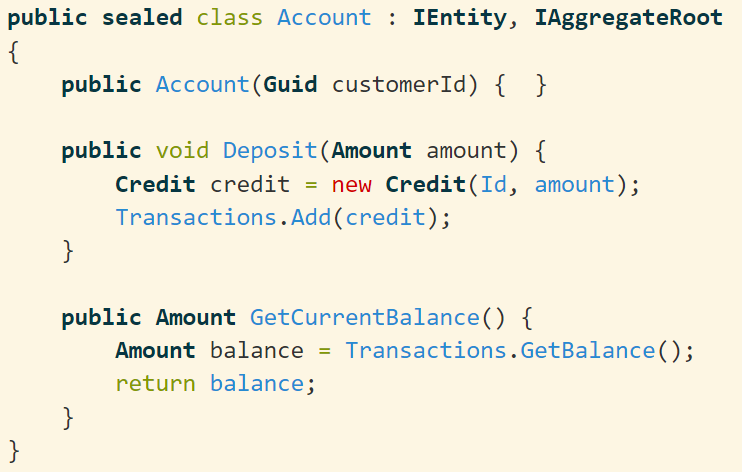 public sealed class Account : IEntity, IAggregateRoot
{
    public Account(Guid customerId) {  }

    public void Deposit(Amount amount) {
        Credit credit = new Credit(Id, amount);
        Transactions.Add(credit);
    }

    public Amount GetCurrentBalance() {
        Amount balance = Transactions.GetBalance();
        return balance;
    }
}